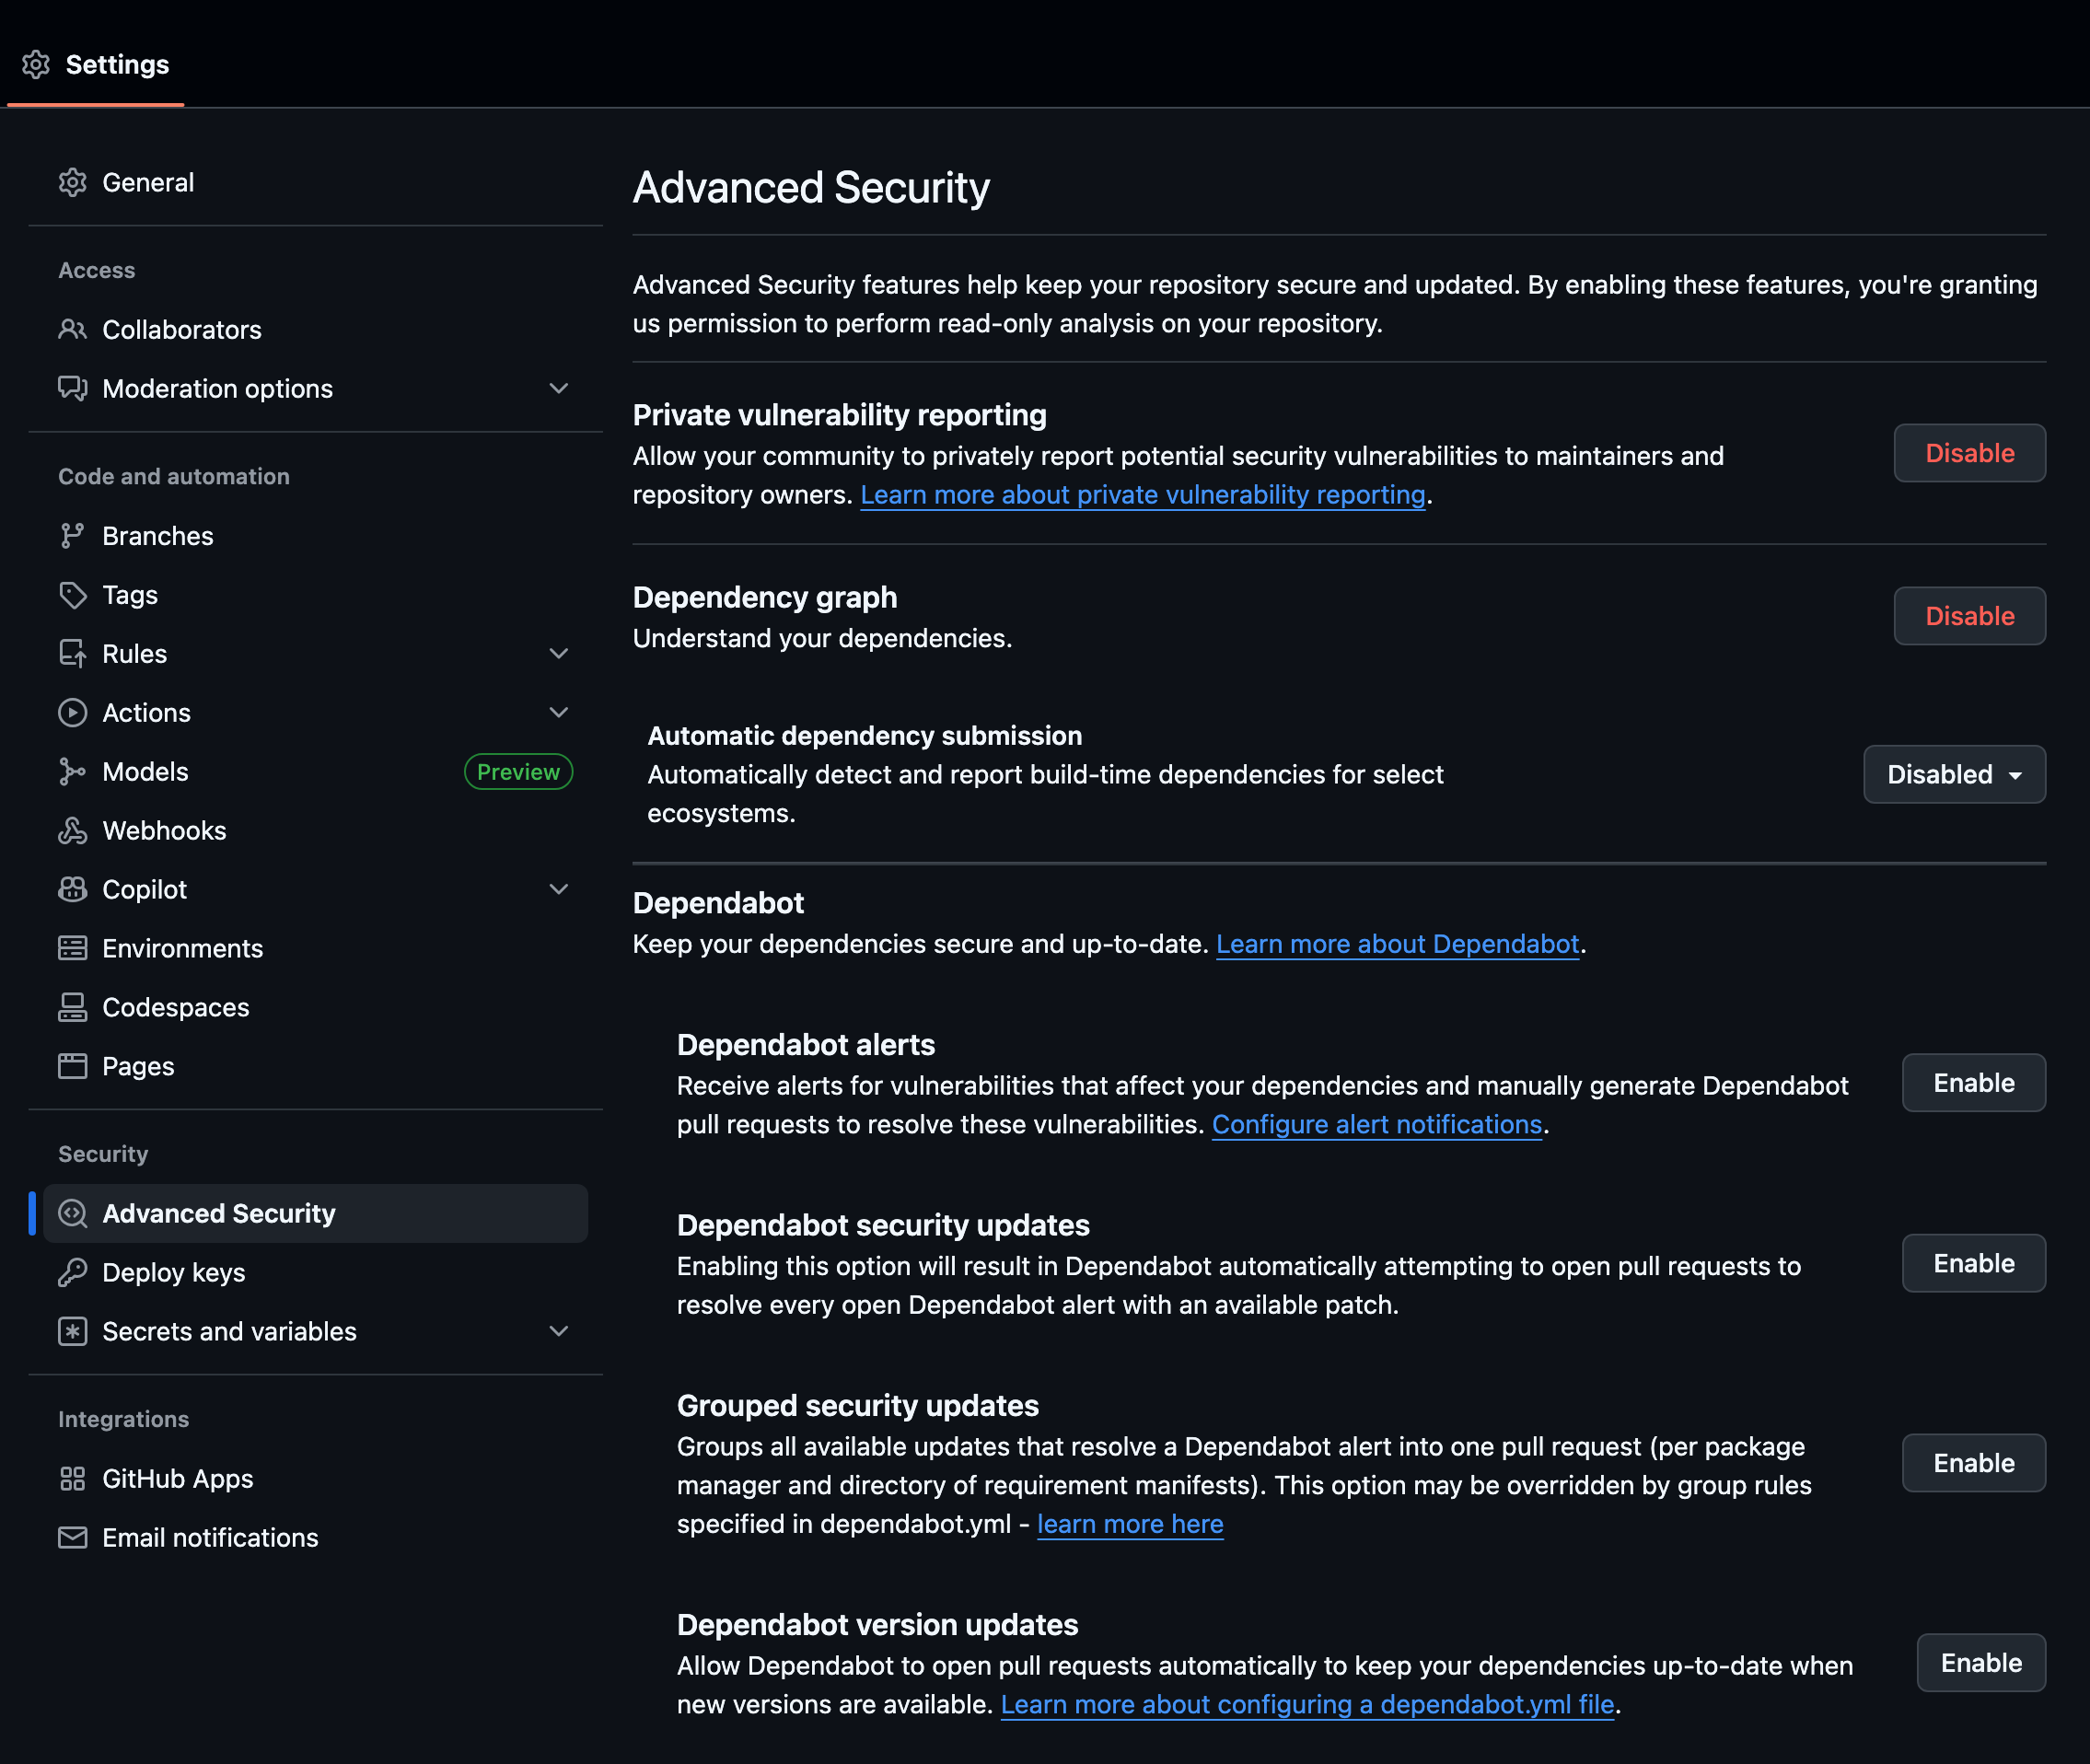 Settings
General
Access
Collaborators
Moderation options
Code and automation
Branches
Tags
Rules
Actions
Models Preview
Webhooks
Copilot
Environments
Codespaces
Pages
Security
Advanced Security
Deploy keys
Secrets and variables
Integrations
GitHub Apps
Email notifications
Advanced Security
Advanced Security features help keep your repository secure and updated. By enabling these features, you're granting
us permission to perform read-only analysis on your repository.
Private vulnerability reporting
Allow your community to privately report potential security vulnerabilities to maintainers and
repository owners. Learn more about private vulnerability reporting.
Disable
Dependency graph
Understand your dependencies.
Disable
Automatic dependency submission
Automatically detect and report build-time dependencies for select
ecosystems.
Disabled
Dependabot
Keep your dependencies secure and up-to-date. Learn more about Dependabot.
Dependabot alerts
Receive alerts for vulnerabilities that affect your dependencies and manually generate Dependabot
pull requests to resolve these vulnerabilities. Configure alert notifications.
Enable
Dependabot security updates
Enabling this option will result in Dependabot automatically attempting to open pull requests to
resolve every open Dependabot alert with an available patch.
Enable
Grouped security updates
Groups all available updates that resolve a Dependabot alert into one pull request (per package
manager and directory of requirement manifests). This option may be overridden by group rules
specified in dependabot.yml - learn more here
Enable
Dependabot version updates
Allow Dependabot to open pull requests automatically to keep your dependencies up-to-date when
new versions are available. Learn more about configuring a dependabot.yml file.
Enable